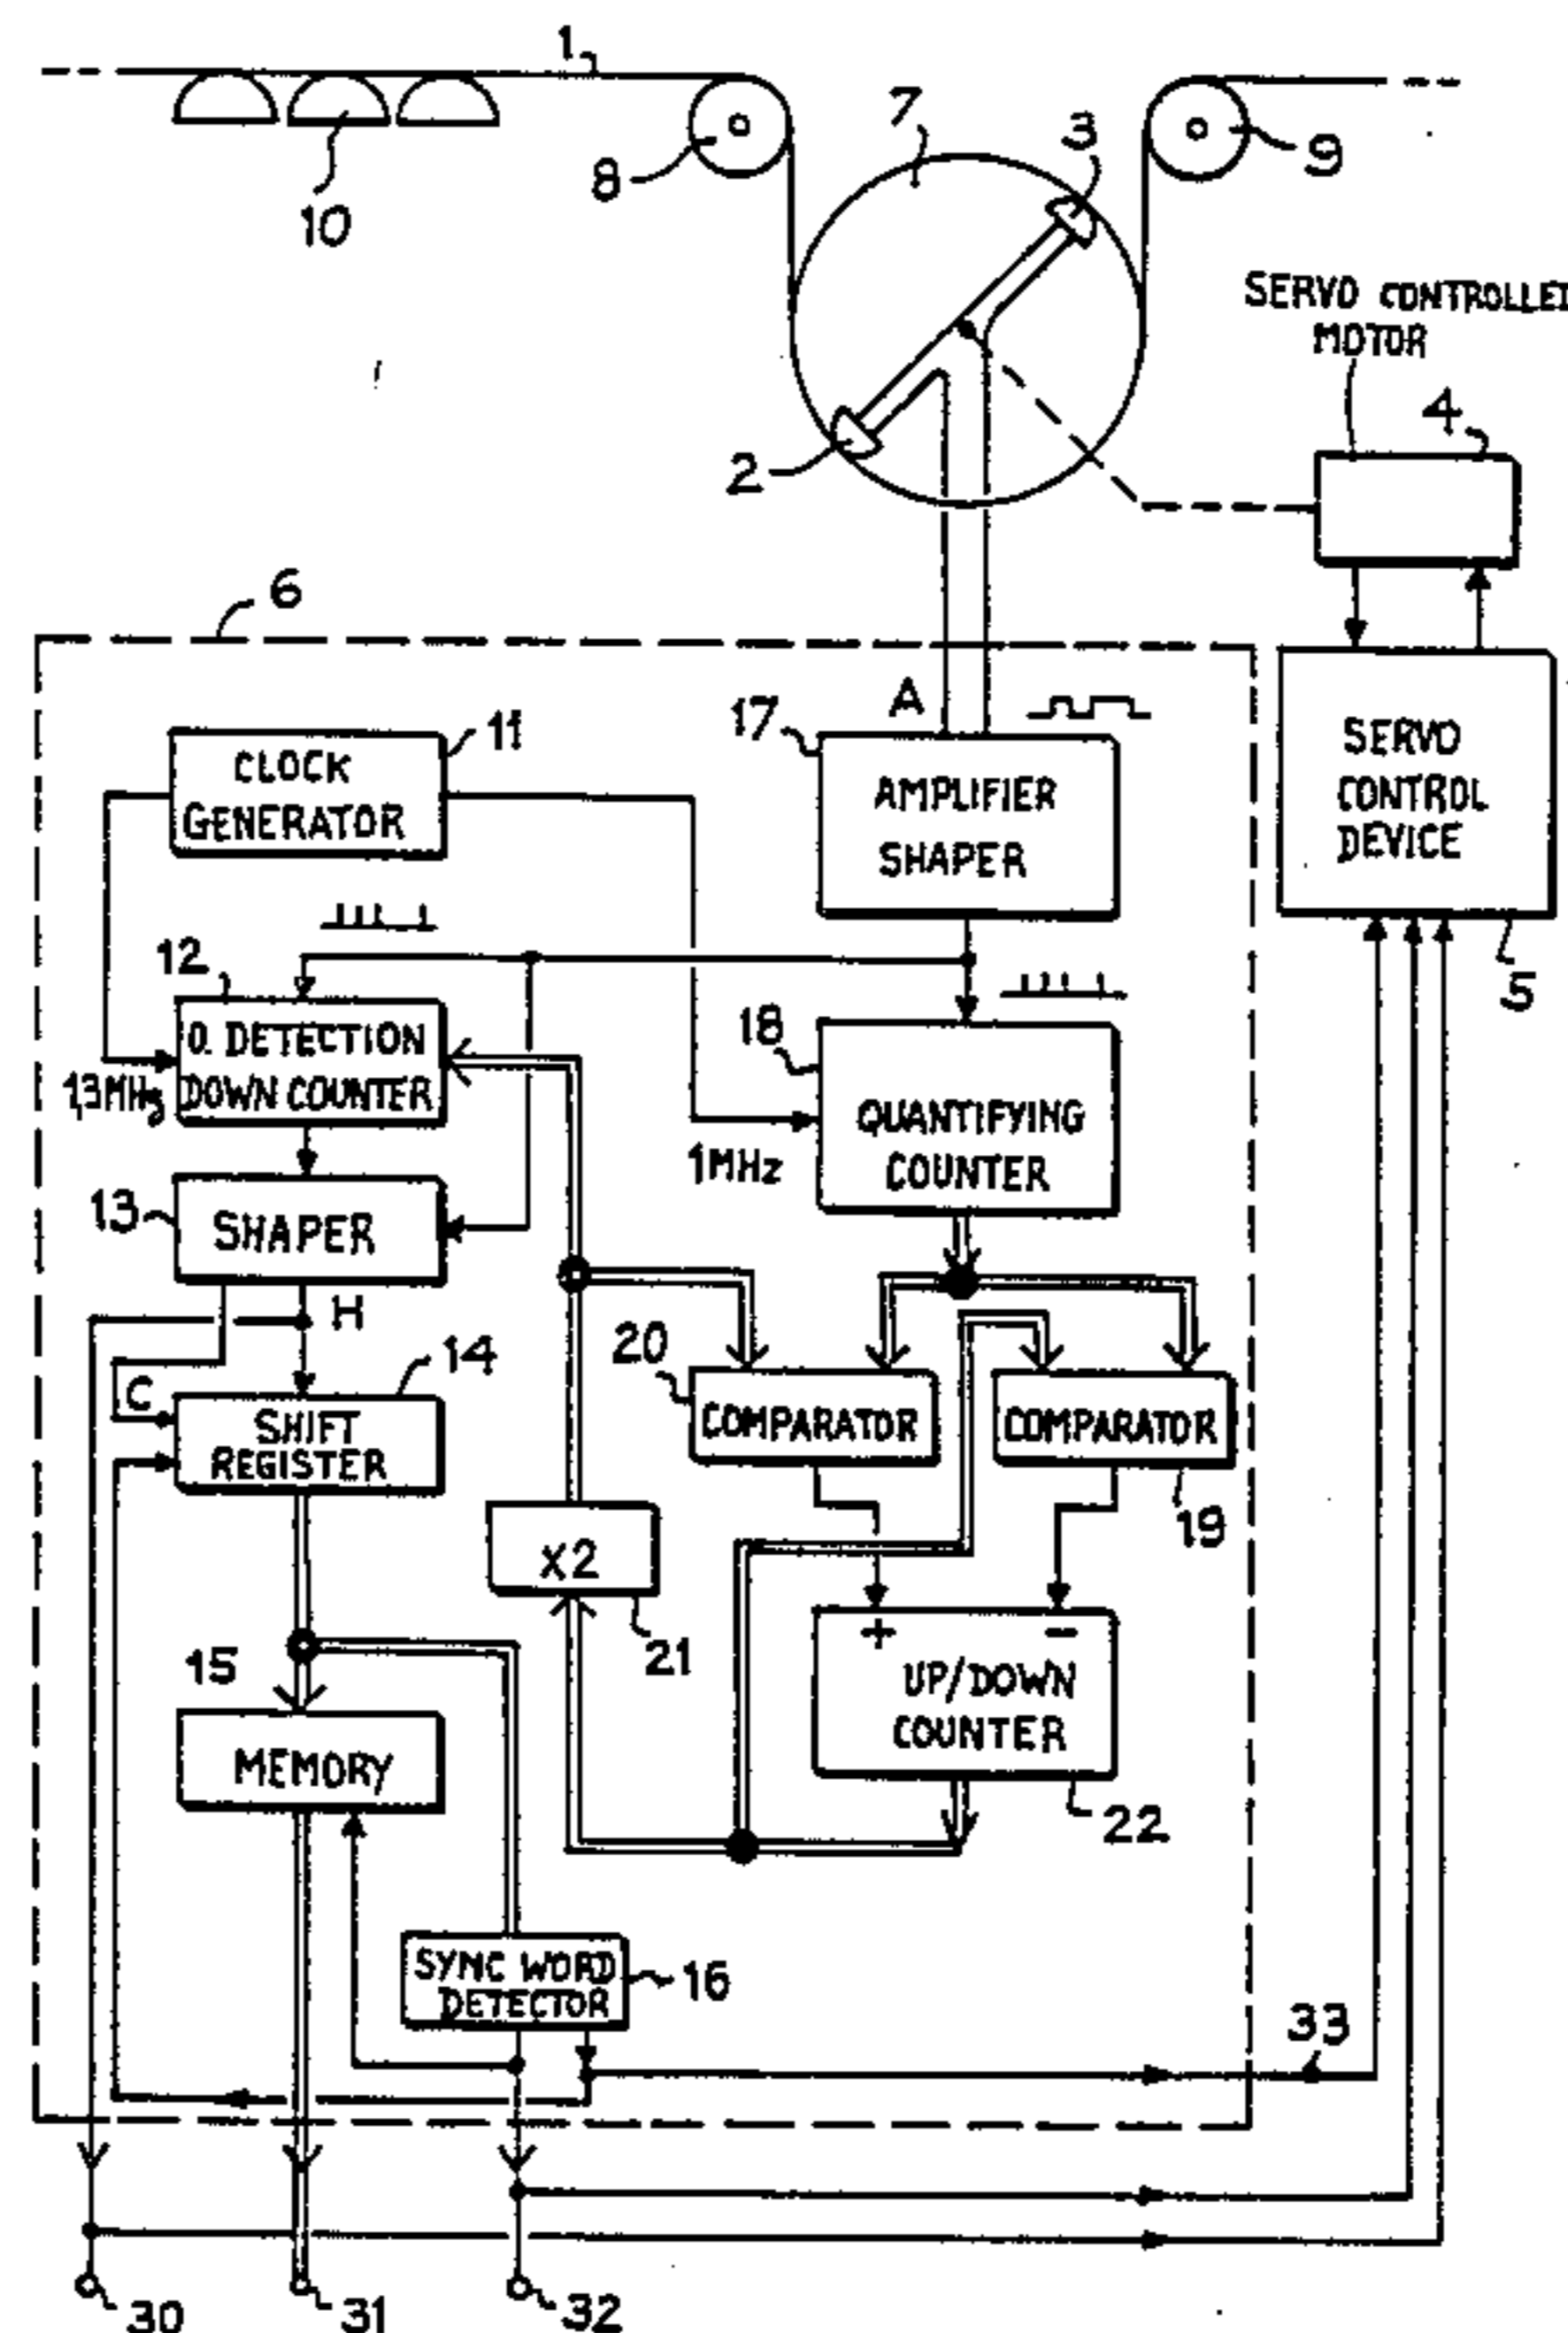 1
7
3
8
9
10
SERVO CONTROLLED
MOTOR
4
2
6
A
17
11
CLOCK
GENERATOR
AMPLIFIER
SHAPER
SERVO
CONTROL
DEVICE
5
12
18
0. DETECTION
DOWN COUNTER
1,3MHz
QUANTIFYING
COUNTER
1MHz
13
SHAPER
H
20
14
C
SHIFT
REGISTER
COMPARATOR
COMPARATOR
19
X2
21
15
+
-
UP/DOWN
COUNTER
MEMORY
22
SYNC WORD
DETECTOR
16
33
30
31
32